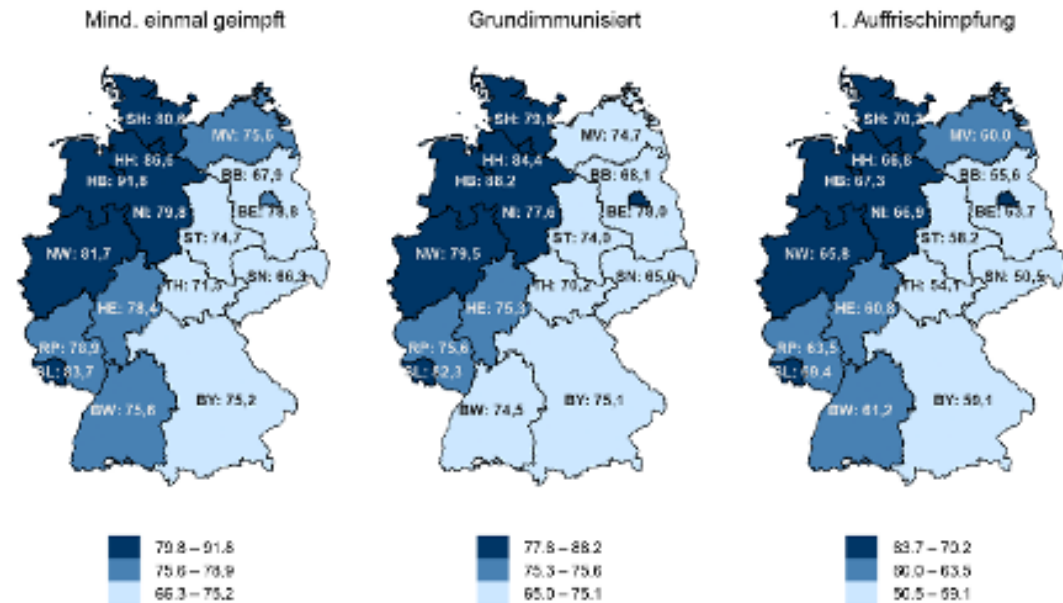 Mind. einmal geimpft
SH: 80,6
MV: 75,6
HH: 86,6
HB: 91,8
BB: 67,9
NI: 79,8
BE: 78,8
ST: 74,7
NW: 81,7
SN: 66,3
TH: 71,5
HE: 78,4
RP: 78,9
SL: 83,7
BW: 75,6
BY: 75,2
79.8 – 91.8
75.6 – 78.9
66.3 – 75.2
Grundimmunisiert
MV: 74,7
HH: 84,4
HB: 88,2
BB: 68,1
NI: 77,6
ST: 74,0
NW: 79,5
SN: 65,0
TH: 70,2
HE: 75,3
RP: 75,6
SL: 82,3
BW: 74,5
BY: 75,1
77.6 – 88.2
75.3 – 75.6
65.0 – 75.1
1. Auffrischimpfung
SH: 70,2
MV: 60,0
HH: 66,8
HB: 67,3
BB: 55,6
NI: 66,9
BE: 63,7
ST: 58,2
NW: 65,8
SN: 50,5
TH: 54,1
HE: 60,8
RP: 63,5
SL: 69,4
BW: 61,2
BY: 59,1
63.7 – 70.2
60.0 – 63.5
50.5 – 59.1